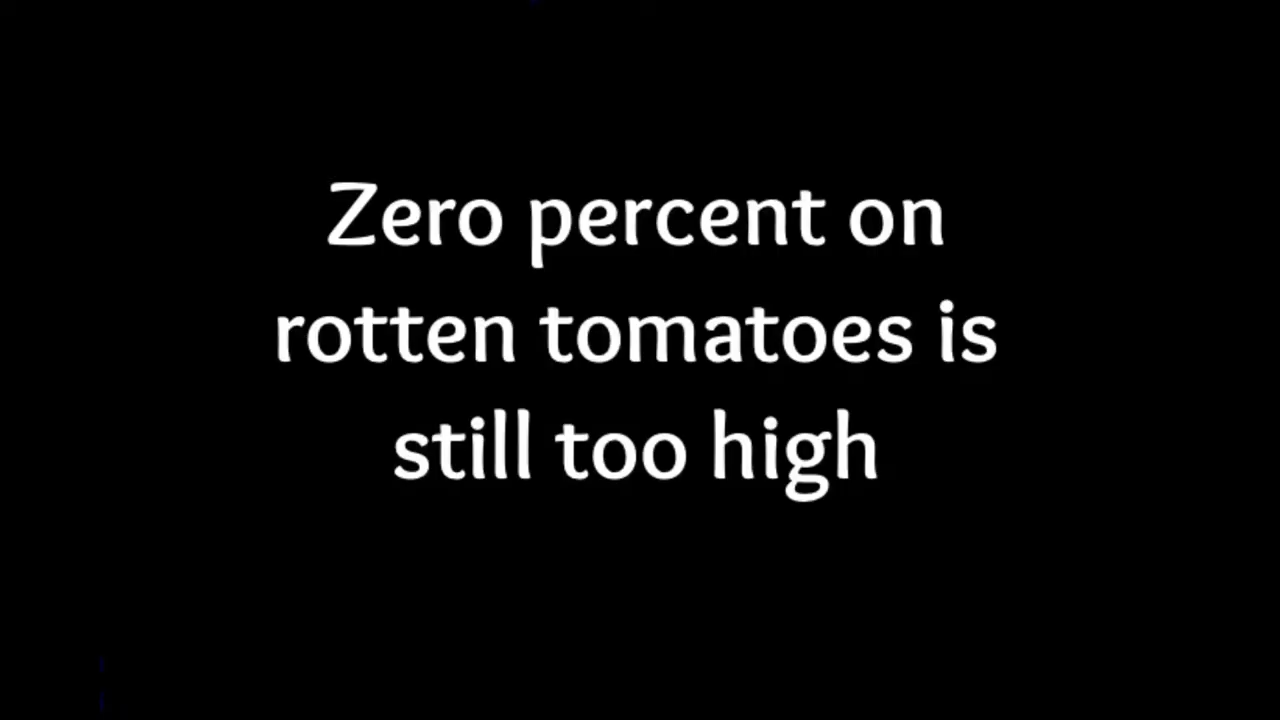 Zero percent on
rotten tomatoes is
still too high